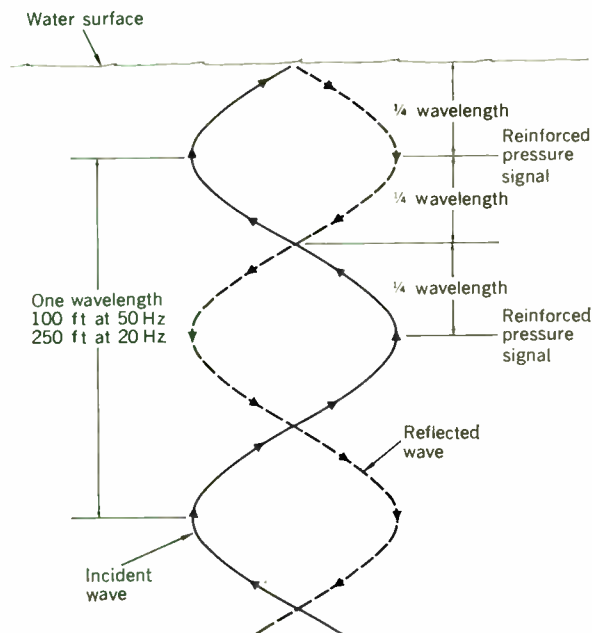 Water surface
¼ wavelength
Reinforced
pressure
signal
¼ wavelength
One wavelength
100 ft at 50 Hz
250 ft at 20 Hz
¼ wavelength
Reinforced
pressure
signal
Reflected
wave
Incident
wave